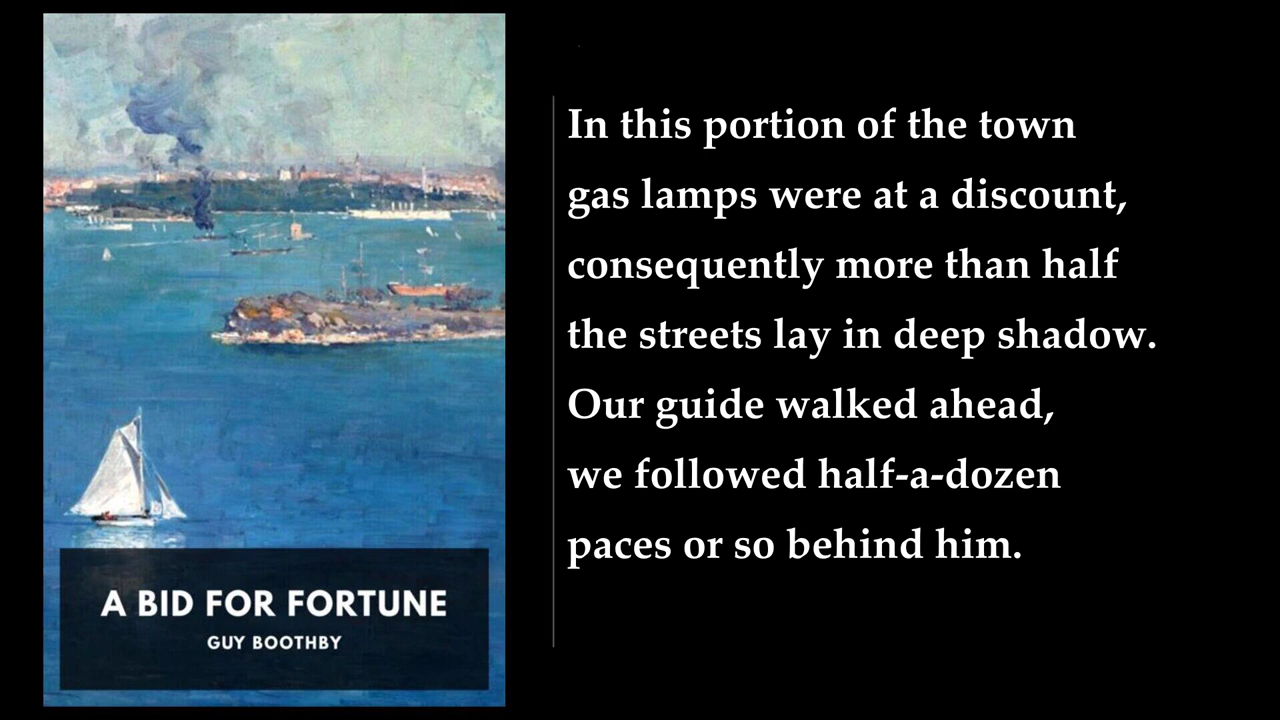 In this portion of the town
gas lamps were at a discount,
consequently more than half
the streets lay in deep shadow.
Our guide walked ahead,
we followed half-a-dozen
paces or so behind him.
A BID FOR FORTUNE
GUY BOOTHBY